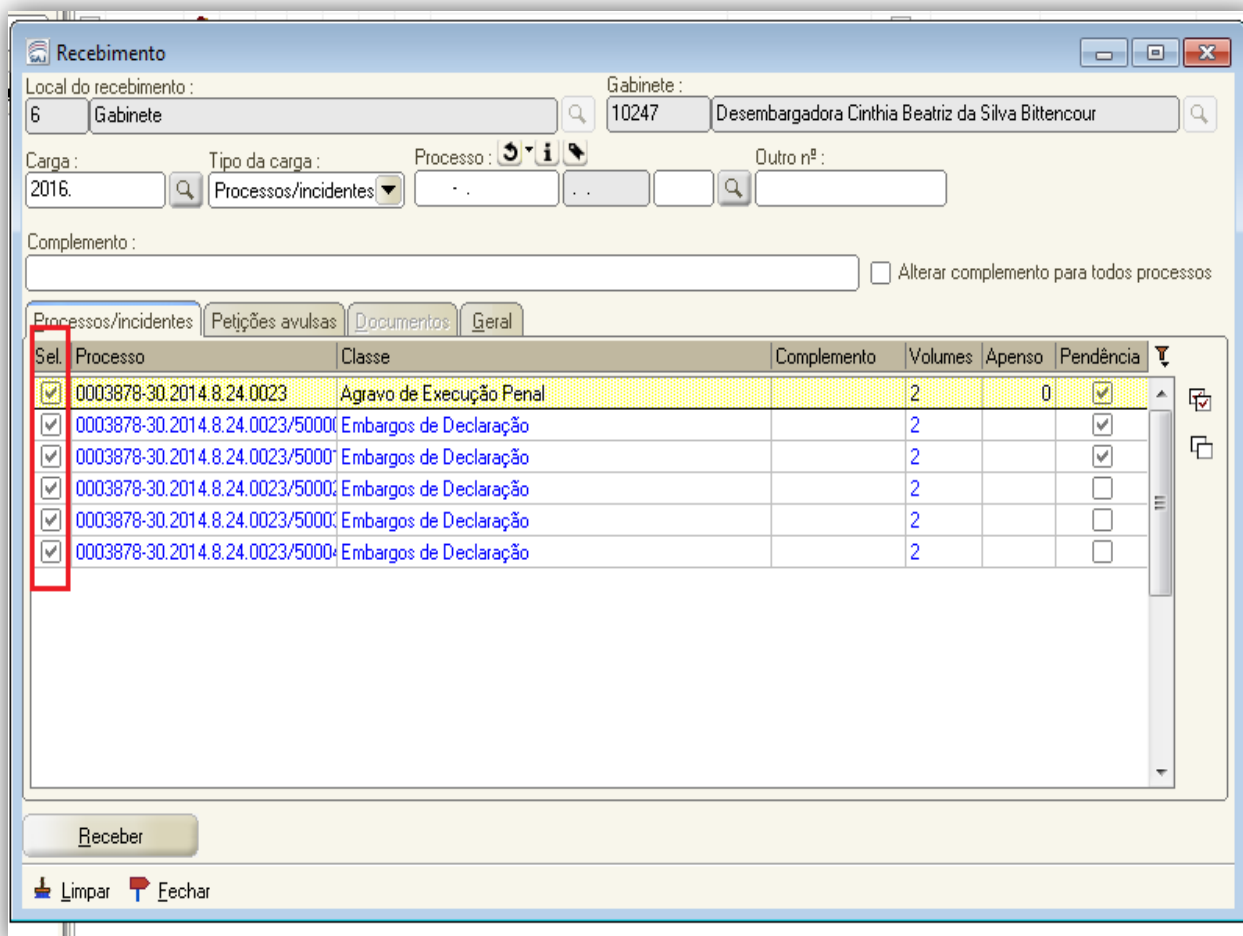 Recebimento
Local do recebimento : Gabinete :
6 Gabinete 10247 Desembargadora Cinthia Beatriz da Silva Bittencour
Carga : Tipo da carga : Processo : Outro nº :
2016. Processos/incidentes - . . .
Complemento :
Alterar complemento para todos processos
Processos/incidentes Petições avulsas Documentos Geral
Sel. Processo Classe Complemento Volumes Apenso Pendência
0003878-30.2014.8.24.0023 Agravo de Execução Penal 2 0
0003878-30.2014.8.24.0023/5000 Embargos de Declaração 2
0003878-30.2014.8.24.0023/5000 Embargos de Declaração 2
0003878-30.2014.8.24.0023/5000 Embargos de Declaração 2
0003878-30.2014.8.24.0023/5000 Embargos de Declaração 2
0003878-30.2014.8.24.0023/5000 Embargos de Declaração 2
Receber
Limpar Fechar